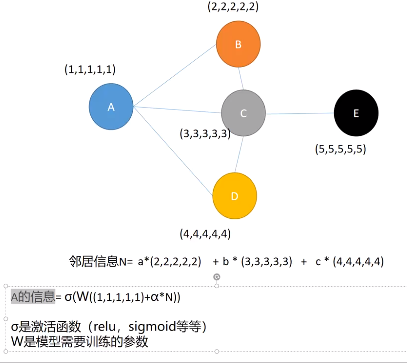 (2,2,2,2,2)
B
(1,1,1,1,1)
A
C
E
(3,3,3,3,3)
(5,5,5,5,5)
D
(4,4,4,4,4)
邻居信息N= a*(2,2,2,2,2) + b * (3,3,3,3,3) + c * (4,4,4,4,4)
A的信息= σ(W((1,1,1,1,1)+α*N))
σ是激活函数（relu，sigmoid等等）
W是模型需要训练的参数